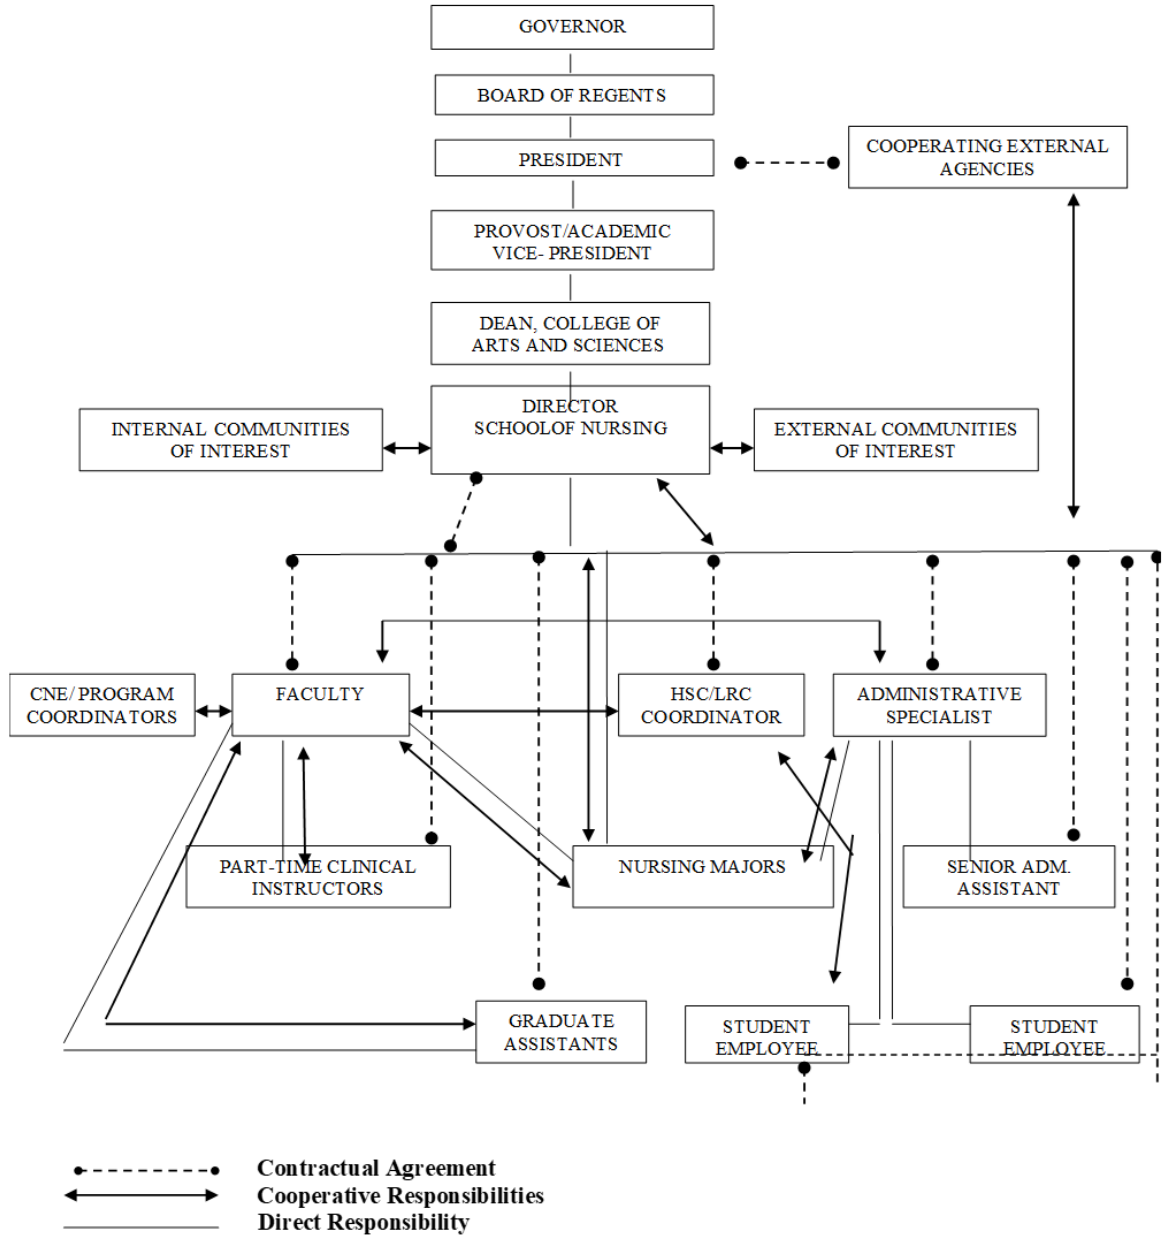 GOVERNOR
BOARD OF REGENTS
PRESIDENT
COOPERATING EXTERNAL
AGENCIES
PROVOST/ACADEMIC
VICE- PRESIDENT
DEAN, COLLEGE OF
ARTS AND SCIENCES
DIRECTOR
SCHOOLOF NURSING
INTERNAL COMMUNITIES
OF INTEREST
EXTERNAL COMMUNITIES
OF INTEREST
CNE/ PROGRAM
COORDINATORS
FACULTY
HSC/LRC
COORDINATOR
ADMINISTRATIVE
SPECIALIST
PART-TIME CLINICAL
INSTRUCTORS
NURSING MAJORS
SENIOR ADM.
ASSISTANT
GRADUATE
ASSISTANTS
STUDENT
EMPLOYEE
STUDENT
EMPLOYEE
Contractual Agreement
Cooperative Responsibilities
Direct Responsibility